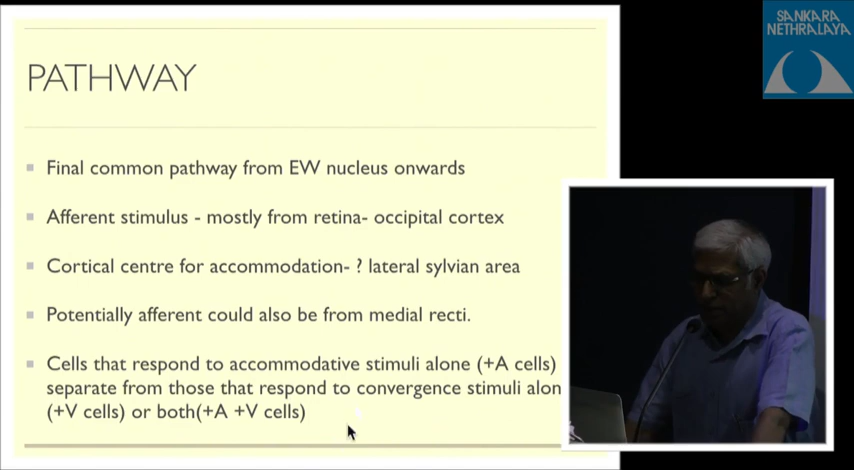 SANKARA
NETHRALAYA
PATHWAY
Final common pathway from EW nucleus onwards
Afferent stimulus - mostly from retina- occipital cortex
Cortical centre for accommodation- ? lateral sylvian area
Potentially afferent could also be from medial recti.
Cells that respond to accommodative stimuli alone (+A cells)
separate from those that respond to convergence stimuli alon
(+V cells) or both(+A +V cells)